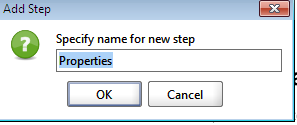 Add Step
Specify name for new step
Properties
OK Cancel